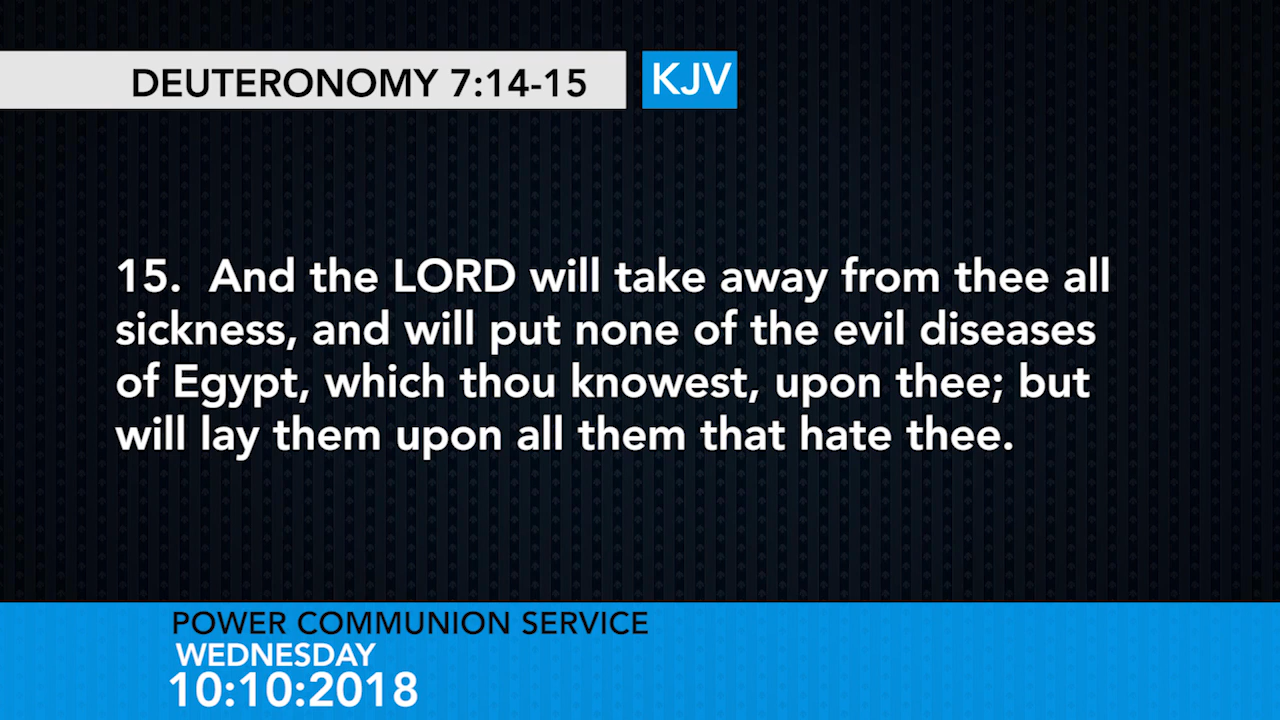 DEUTERONOMY 7:14-15 KJV
15. And the LORD will take away from thee all
sickness, and will put none of the evil diseases
of Egypt, which thou knowest, upon thee; but
will lay them upon all them that hate thee.
POWER COMMUNION SERVICE
WEDNESDAY
10:10:2018